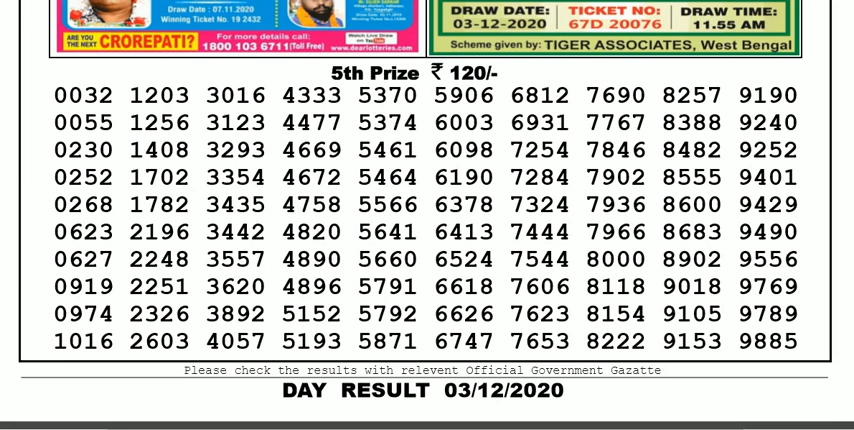 Draw Date : 07.11.2020
Winning Ticket No. 19 2432
ARE YOU THE NEXT CROREPATI?
For more details call:
1800 103 6711(Toll Free)
Watch Live Draw on YouTube
www.dearlotteries.com
DRAW DATE: 03-12-2020
TICKET NO: 67D 20076
DRAW TIME: 11.55 AM
Scheme given by: TIGER ASSOCIATES, West Bengal
5th Prize ₹ 120/-
0032 1203 3016 4333 5370 5906 6812 7690 8257 9190
0055 1256 3123 4477 5374 6003 6931 7767 8388 9240
0230 1408 3293 4669 5461 6098 7254 7846 8482 9252
0252 1702 3354 4672 5464 6190 7284 7902 8555 9401
0268 1782 3435 4758 5566 6378 7324 7936 8600 9429
0623 2196 3442 4820 5641 6413 7444 7966 8683 9490
0627 2248 3557 4890 5660 6524 7544 8000 8902 9556
0919 2251 3620 4896 5791 6618 7606 8118 9018 9769
0974 2326 3892 5152 5792 6626 7623 8154 9105 9789
1016 2603 4057 5193 5871 6747 7653 8222 9153 9885
Please check the results with relevent Official Government Gazatte
DAY RESULT 03/12/2020